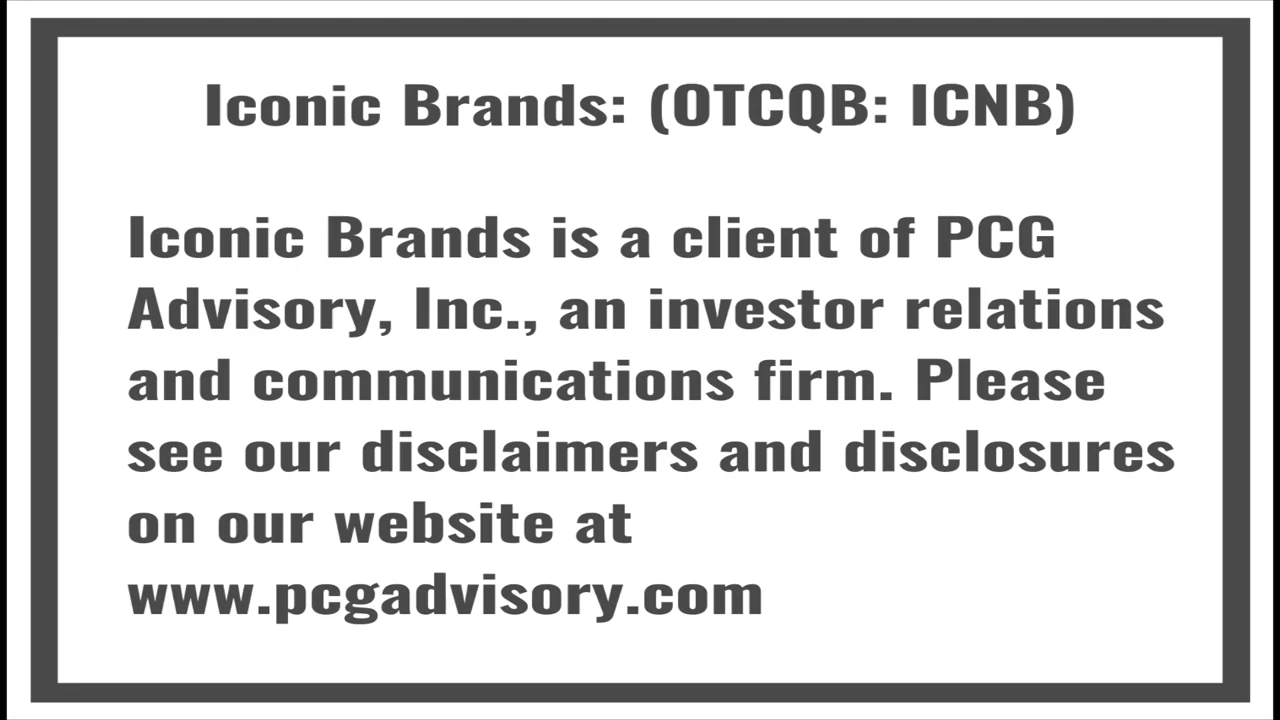 Iconic Brands: (OTCQB: ICNB)
Iconic Brands is a client of PCG
Advisory, Inc., an investor relations
and communications firm. Please
see our disclaimers and disclosures
on our website at
www.pcgadvisory.com